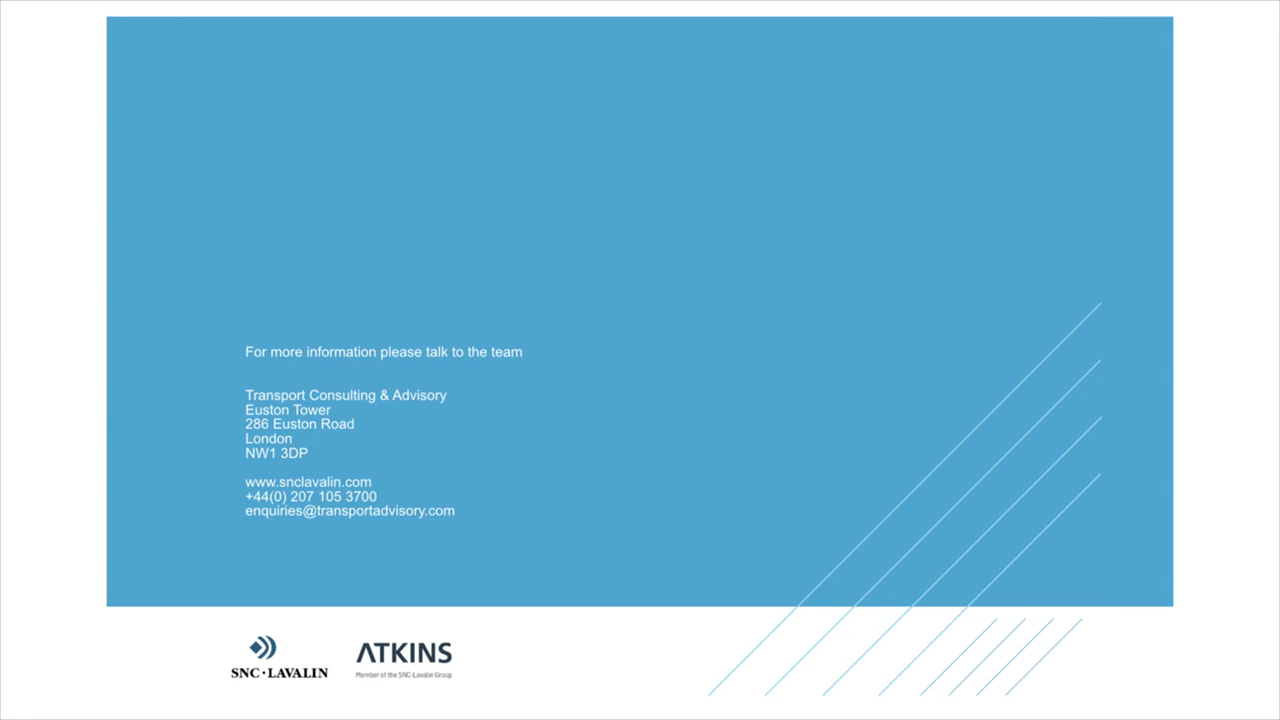 For more information please talk to the team
Transport Consulting & Advisory
Euston Tower
286 Euston Road
London
NW1 3DP
www.snclavalin.com
+44(0) 207 105 3700
enquiries@transportadvisory.com
SNC·LAVALIN
ATKINS
Member of the SNC-Lavalin Group